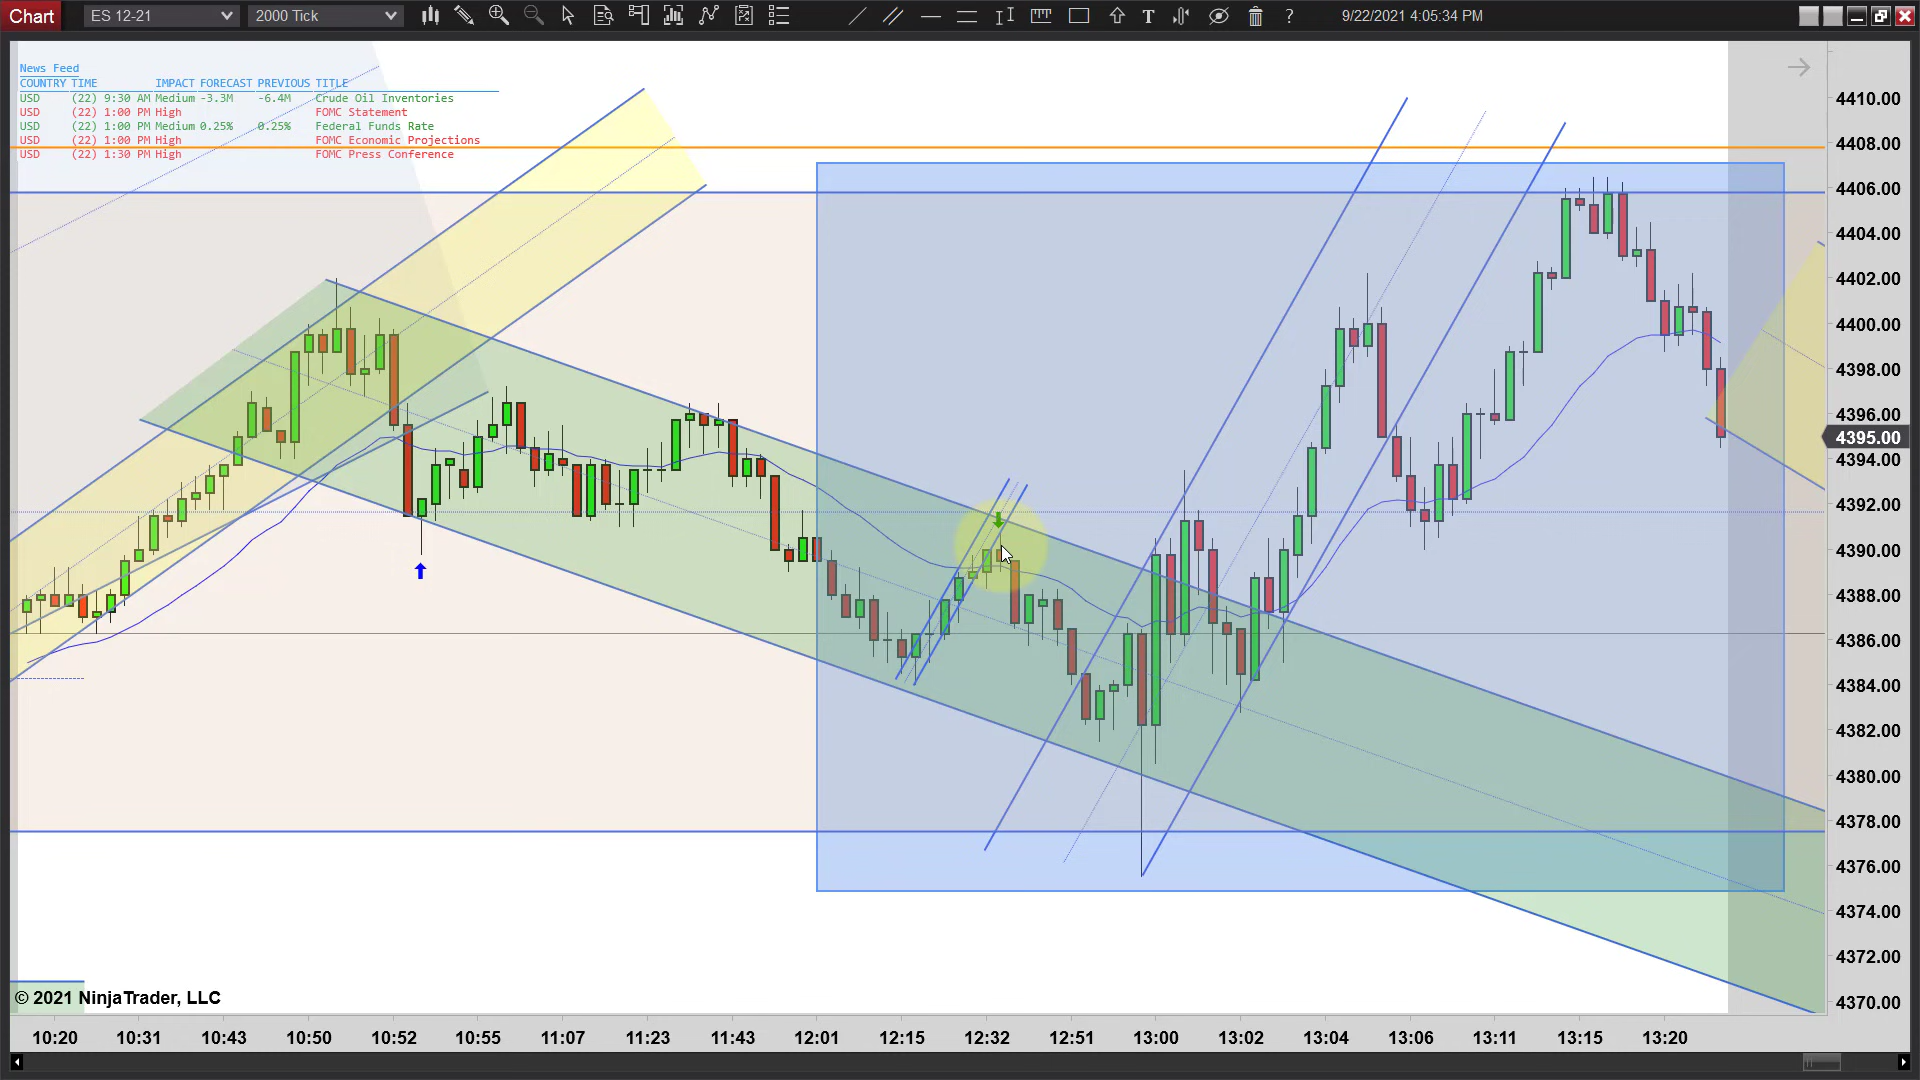 Chart ES 12-21 2000 Tick T ? 9/22/2021 4:05:34 PM
News Feed
COUNTRY TIME IMPACT FORECAST PREVIOUS TITLE
USD (22) 9:30 AM Medium -3.3M -6.4M Crude Oil Inventories
USD (22) 1:00 PM High FOMC Statement
USD (22) 1:00 PM Medium 0.25% 0.25% Federal Funds Rate
USD (22) 1:00 PM High FOMC Economic Projections
USD (22) 1:30 PM High FOMC Press Conference
4410.00
4408.00
4406.00
4404.00
4402.00
4400.00
4398.00
4396.00
4395.00
4394.00
4392.00
4390.00
4388.00
4386.00
4384.00
4382.00
4380.00
4378.00
4376.00
4374.00
4372.00
4370.00
© 2021 NinjaTrader, LLC
10:20 10:31 10:43 10:50 10:52 10:55 11:07 11:23 11:43 12:01 12:15 12:32 12:51 13:00 13:02 13:04 13:06 13:11 13:15 13:20